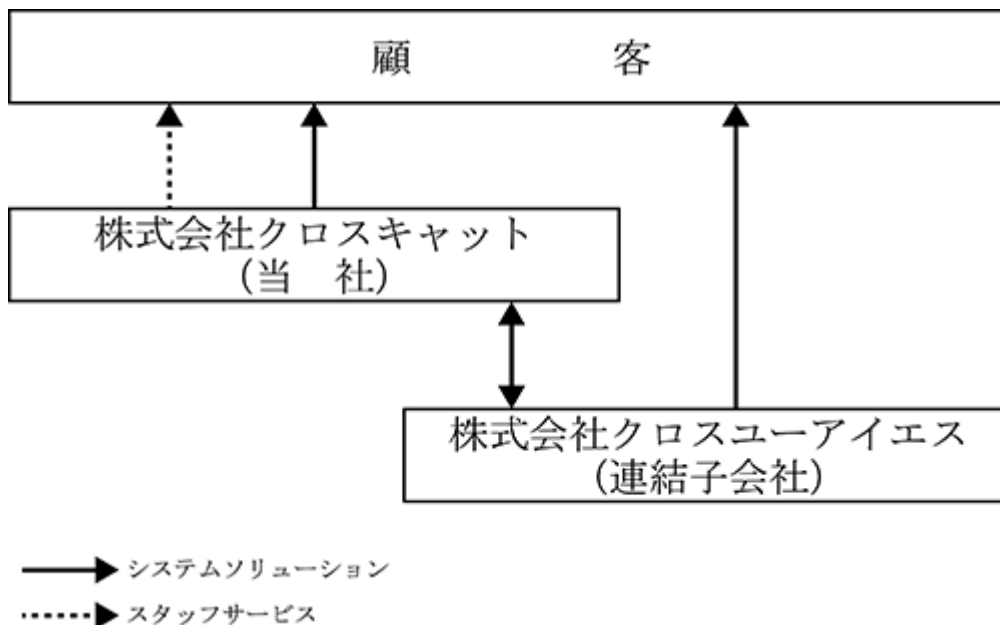 顧　客
株式会社クロスキャット
(当　社)
株式会社クロスユーアイエス
(連結子会社)
システムソリューション
スタッフサービス